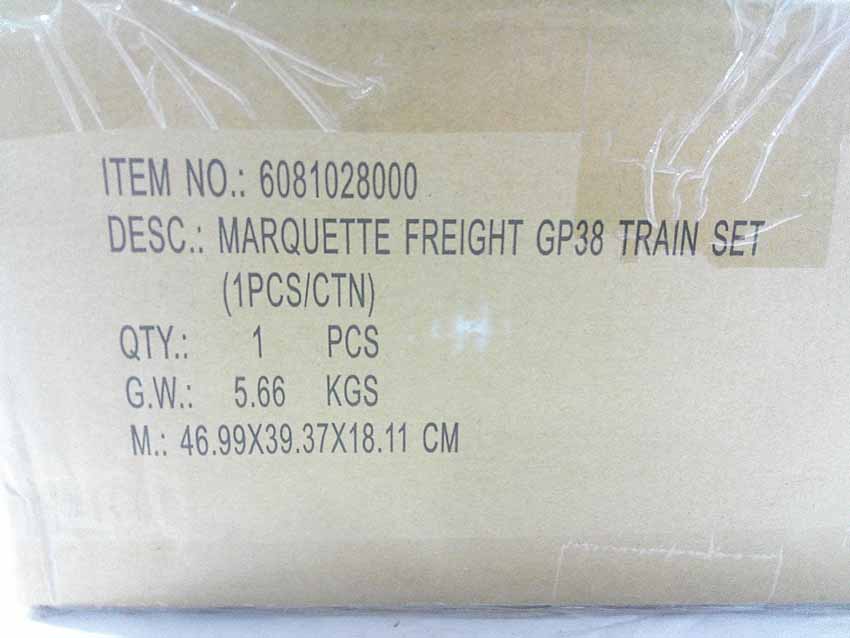 ITEM NO.: 6081028000
DESC.: MARQUETTE FREIGHT GP38 TRAIN SET
(1PCS/CTN)
QTY.: 1 PCS
G.W.: 5.66 KGS
M.: 46.99X39.37X18.11 CM